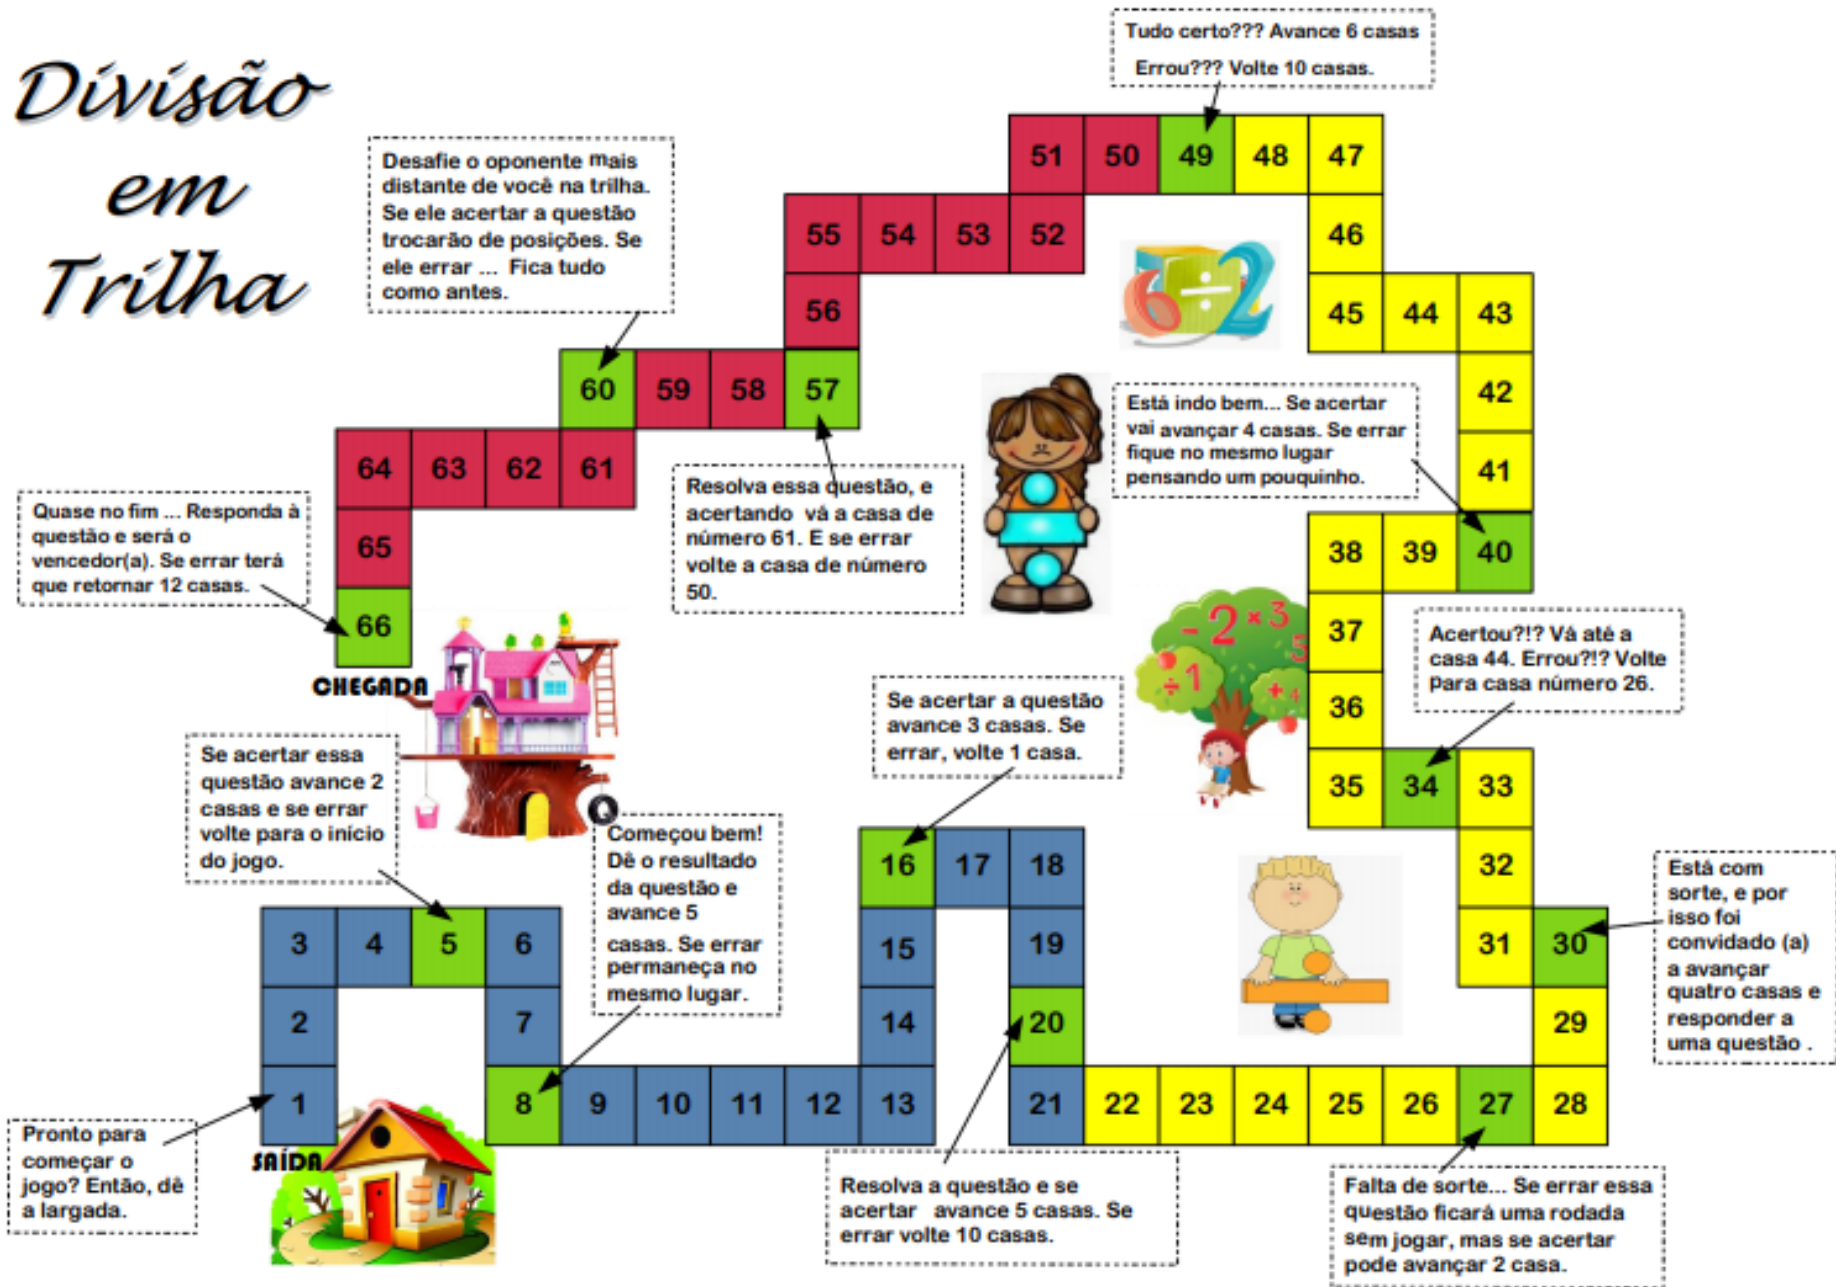 Divisão
em
Trilha
Tudo certo??? Avance 6 casas
Errou??? Volte 10 casas.
Desafie o oponente mais
distante de você na trilha.
Se ele acertar a questão
trocarão de posições. Se
ele errar ... Fica tudo
como antes.
51 50 49 48 47
55 54 53 52 46
56 45 44 43
60 59 58 57 42
Está indo bem... Se acertar
vai avançar 4 casas. Se errar
fique no mesmo lugar
pensando um pouquinho.
64 63 62 61 41
Resolva essa questão, e
acertando vá a casa de
número 61. E se errar
volte a casa de número
50.
Quase no fim ... Responda à
questão e será o
vencedor(a). Se errar terá
que retornar 12 casas.
65 38 39 40
66 37
- 2 × 3
5
÷ 1
+ 4
6 ÷ 2
CHEGADA
Acertou?!? Vá até a
casa 44. Errou?!? Volte
para casa número 26.
Se acertar a questão
avance 3 casas. Se
errar, volte 1 casa.
36
Se acertar essa
questão avance 2
casas e se errar
volte para o início
do jogo.
35 34 33
Começou bem!
Dê o resultado
da questão e
avance 5
casas. Se errar
permaneça no
mesmo lugar.
16 17 18 32
Está com
sorte, e por
isso foi
convidado (a)
a avançar
quatro casas e
responder a
uma questão .
3 4 5 6 15 19 31 30
2 7 14 20 29
1 8 9 10 11 12 13 21 22 23 24 25 26 27 28
Pronto para
começar o
jogo? Então, dê
a largada.
SAÍDA
Resolva a questão e se
acertar avance 5 casas. Se
errar volte 10 casas.
Falta de sorte... Se errar essa
questão ficará uma rodada
sem jogar, mas se acertar
pode avançar 2 casa.